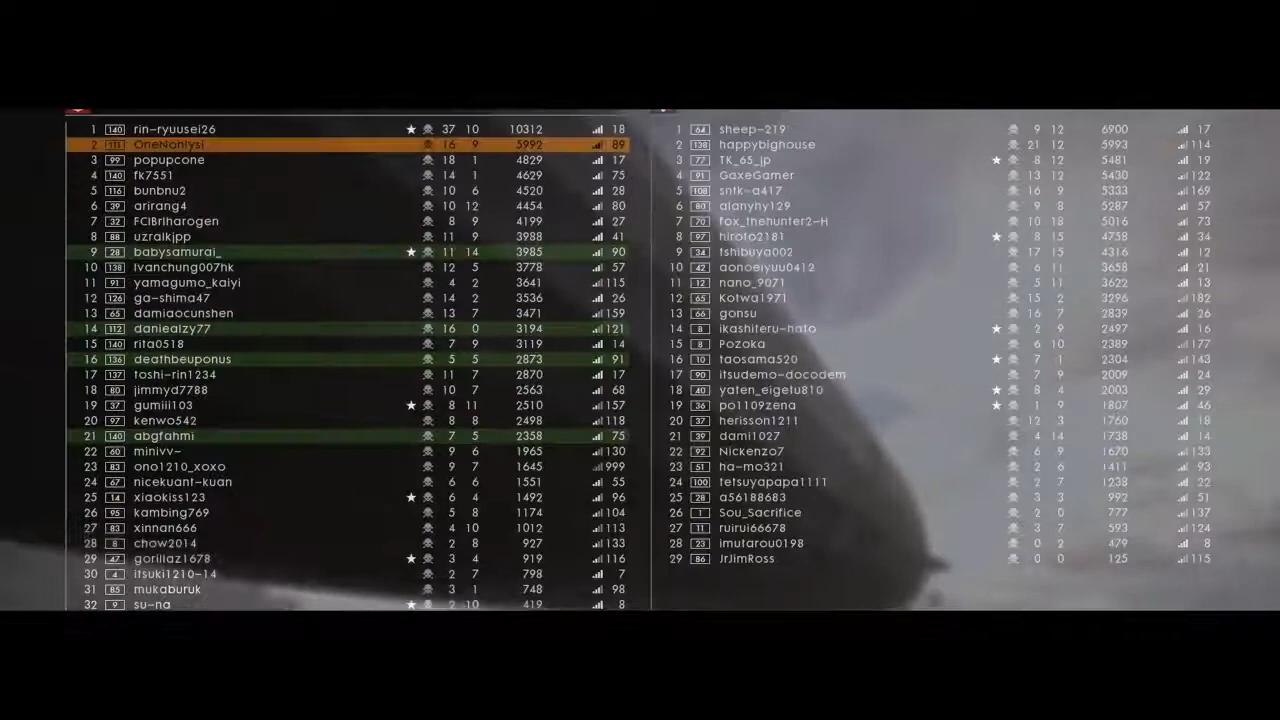 1 140 rin-ryuusei26 37 10 10312 18
2 111 OneNonlysi 16 9 5992 89
3 99 popupcone 18 1 4829 17
4 140 fk7551 14 1 4629 75
5 116 bunbnu2 10 6 4520 28
6 39 arirang4 10 12 4454 80
7 32 FCIBrlharogen 8 9 4199 27
8 88 uzralkjpp 11 9 3988 41
9 28 babysamurai_ 11 14 3985 90
10 138 Ivanchung007hk 12 5 3778 57
11 91 yamagumo_kaiyi 4 2 3641 115
12 126 ga-shima47 14 2 3536 26
13 65 damiaocunshen 13 7 3471 159
14 112 daniealzy77 16 0 3194 121
15 140 rita0518 7 9 3119 14
16 136 deathbeuponus 5 5 2873 91
17 137 toshi-rin1234 11 7 2870 17
18 80 jimmyd7788 10 7 2563 68
19 37 gumiii103 8 11 2510 157
20 97 kenwo542 8 8 2498 118
21 140 abgfahmi 7 5 2358 75
22 60 minivv- 9 6 1965 130
23 83 ono1210_xoxo 9 7 1645 999
24 67 nicekuant-kuan 6 6 1551 55
25 14 xiaokiss123 6 4 1492 96
26 95 kambing769 5 8 1174 104
27 83 xinnan666 4 10 1012 113
28 8 chow2014 2 8 927 133
29 47 gorillaz1678 3 4 919 116
30 4 itsuki1210-14 2 7 798 7
31 85 mukaburuk 3 1 748 98
32 9 su-na 2 10 419 8
1 64 sheep-219 9 12 6900 17
2 138 happybighouse 21 12 5993 114
3 77 TK_65_jp 8 12 5481 19
4 91 GaxeGamer 13 12 5430 122
5 108 sntk-a417 16 9 5333 169
6 80 alanyhy129 9 8 5287 57
7 70 fox_thehunter2-H 10 18 5016 73
8 97 hiroto2181 8 15 4758 34
9 34 tshibuya002 17 15 4316 12
10 42 aonoeiyuu0412 6 11 3658 21
11 12 nano_9071 5 11 3622 13
12 65 Kotwa1971 15 2 3296 182
13 66 gonsu 16 7 2839 26
14 8 ikashiteru-hato 2 9 2497 16
15 8 Pozoka 6 10 2389 177
16 10 taosama520 7 1 2304 143
17 90 itsudemo-docodem 7 9 2009 24
18 40 yaten_eigetu810 8 4 2003 29
19 36 po1109zena 1 9 1807 46
20 37 herisson1211 12 3 1760 18
21 39 dami1027 4 14 1738 14
22 92 Nickenzo7 6 9 1670 133
23 51 ha-mo321 2 6 1411 93
24 100 tetsuyapapa1111 2 7 1238 22
25 28 a56188683 3 3 992 51
26 1 Sou_Sacrifice 2 0 777 137
27 11 ruirui66678 3 7 593 124
28 23 imutarou0198 0 2 479 8
29 86 JrJimRoss 0 0 125 115